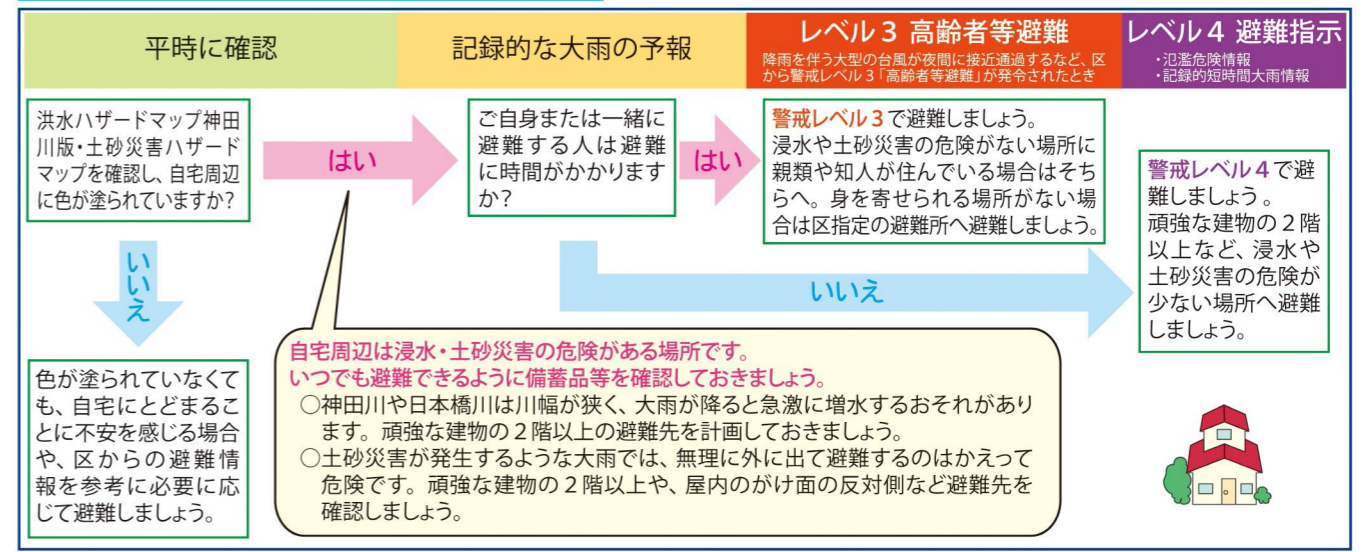 平時に確認
記録的な大雨の予報
レベル3 高齢者等避難
降雨を伴う大型の台風が夜間に接近通過するなど、区
から警戒レベル3「高齢者等避難」が発令されたとき
レベル4 避難指示
・氾濫危険情報
・記録的短時間大雨情報
洪水ハザードマップ神田
川版・土砂災害ハザード
マップを確認し、自宅周辺
に色が塗られていますか?
はい
ご自身または一緒に
避難する人は避難
に時間がかかります
か?
はい
警戒レベル3で避難しましょう。
浸水や土砂災害の危険がない場所に
親類や知人が住んでいる場合はそち
らへ。身を寄せられる場所がない場
合は区指定の避難所へ避難しましょう。
警戒レベル4で避
難しましょう。
頑強な建物の2階
以上など、浸水や
土砂災害の危険が
少ない場所へ避難
しましょう。
いいえ
いいえ
色が塗られていなくて
も、自宅にとどまるこ
とに不安を感じる場合
や、区からの避難情
報を参考に必要に応
じて避難しましょう。
自宅周辺は浸水・土砂災害の危険がある場所です。
いつでも避難できるように備蓄品等を確認しておきましょう。
○神田川や日本橋川は川幅が狭く、大雨が降ると急激に増水するおそれがあり
ます。頑強な建物の2階以上の避難先を計画しておきましょう。
○土砂災害が発生するような大雨では、無理に外に出て避難するのはかえって
危険です。頑強な建物の2階以上や、屋内のがけ面の反対側など避難先を
確認しましょう。